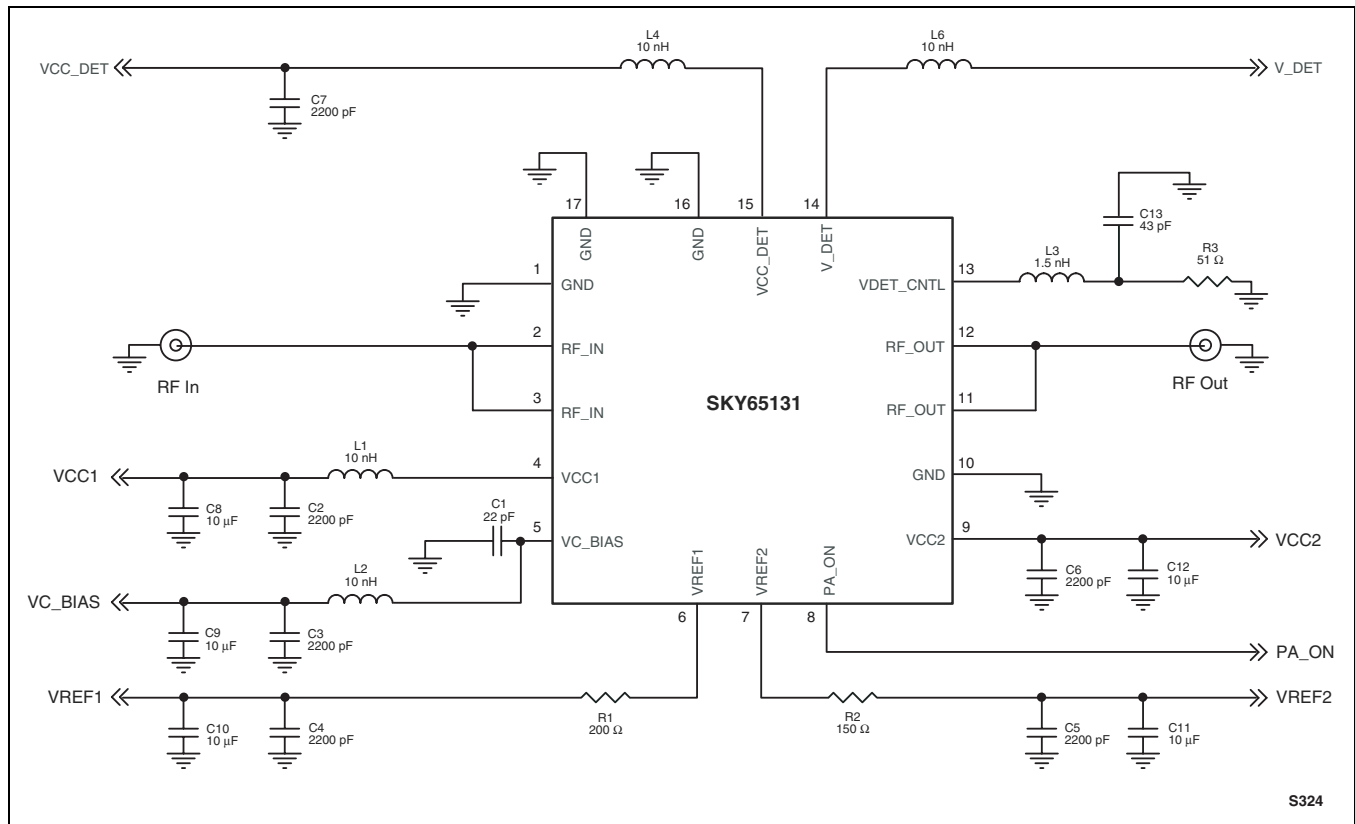 L4
10 nH
L6
10 nH
VCC_DET
V_DET
C7
2200 pF
17
16
15
14
GND
GND
VCC_DET
V_DET
C13
43 pF
L3
1.5 nH
R3
51 Ω
1
GND
13
VDET_CNTL
RF In
2
RF_IN
12
RF_OUT
RF Out
3
RF_IN
SKY65131
11
RF_OUT
VCC1
L1
10 nH
4
VCC1
10
GND
C8
10 µF
C2
2200 pF
C1
22 pF
5
VC_BIAS
9
VCC2
VCC2
C6
2200 pF
C12
10 µF
VC_BIAS
L2
10 nH
C9
10 µF
C3
2200 pF
VREF1
VREF2
PA_ON
6
7
8
PA_ON
VREF1
R1
200 Ω
R2
150 Ω
VREF2
C10
10 µF
C4
2200 pF
C5
2200 pF
C11
10 µF
S324